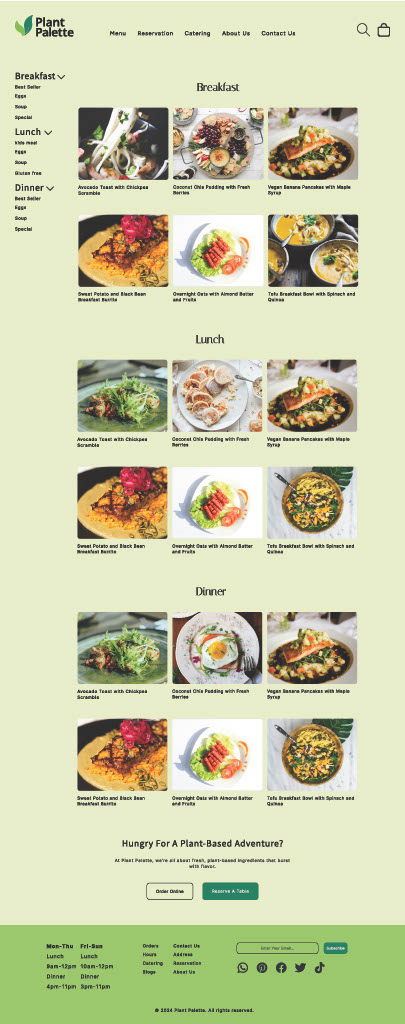 Plant
Palette
Menu Reservation Catering About Us Contact Us
Breakfast
Best Seller
Eggs
Soup
Special
Lunch
kids meal
Eggs
Soup
Gluten free
Dinner
Best Seller
Eggs
Soup
Special
Breakfast
Avocado Toast with Chickpea
Scramble
Coconut Chia Pudding with Fresh
Berries
Vegan Banana Pancakes with Maple
Syrup
Sweet Potato and Black Bean
Breakfast Burrito
Overnight Oats with Almond Butter
and Fruits
Tofu Breakfast Bowl with Spinach and
Quinoa
Lunch
Avocado Toast with Chickpea
Scramble
Coconut Chia Pudding with Fresh
Berries
Vegan Banana Pancakes with Maple
Syrup
Sweet Potato and Black Bean
Breakfast Burrito
Overnight Oats with Almond Butter
and Fruits
Tofu Breakfast Bowl with Spinach and
Quinoa
Dinner
Avocado Toast with Chickpea
Scramble
Coconut Chia Pudding with Fresh
Berries
Vegan Banana Pancakes with Maple
Syrup
Sweet Potato and Black Bean
Breakfast Burrito
Overnight Oats with Almond Butter
and Fruits
Tofu Breakfast Bowl with Spinach and
Quinoa
Hungry For A Plant-Based Adventure?
At Plant Palette, we're all about fresh, plant-based ingredients that burst
with flavor.
Order Online
Reserve A Table
Mon-Thu
Lunch
9am-12pm
Dinner
4pm-11pm
Fri-Sun
Lunch
10am-12pm
Dinner
3pm-11pm
Orders
Hours
Catering
Blogs
Contact Us
Address
Reservation
About Us
Enter Your Email...
Subscribe
© 2024 Plant Palette. All rights reserved.